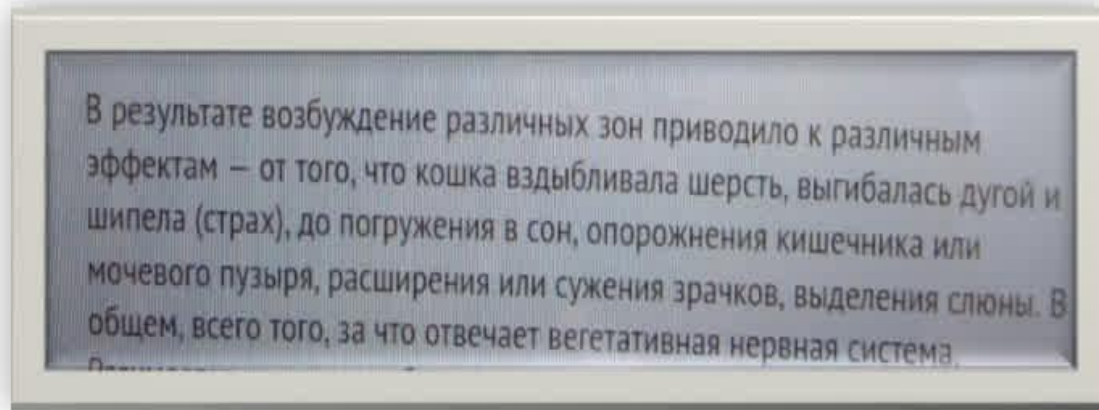 В результате возбуждение различных зон приводило к различным
эффектам — от того, что кошка вздыбливала шерсть, выгибалась дугой и
шипела (страх), до погружения в сон, опорожнения кишечника или
мочевого пузыря, расширения или сужения зрачков, выделения слюны. В
общем, всего того, за что отвечает вегетативная нервная система.